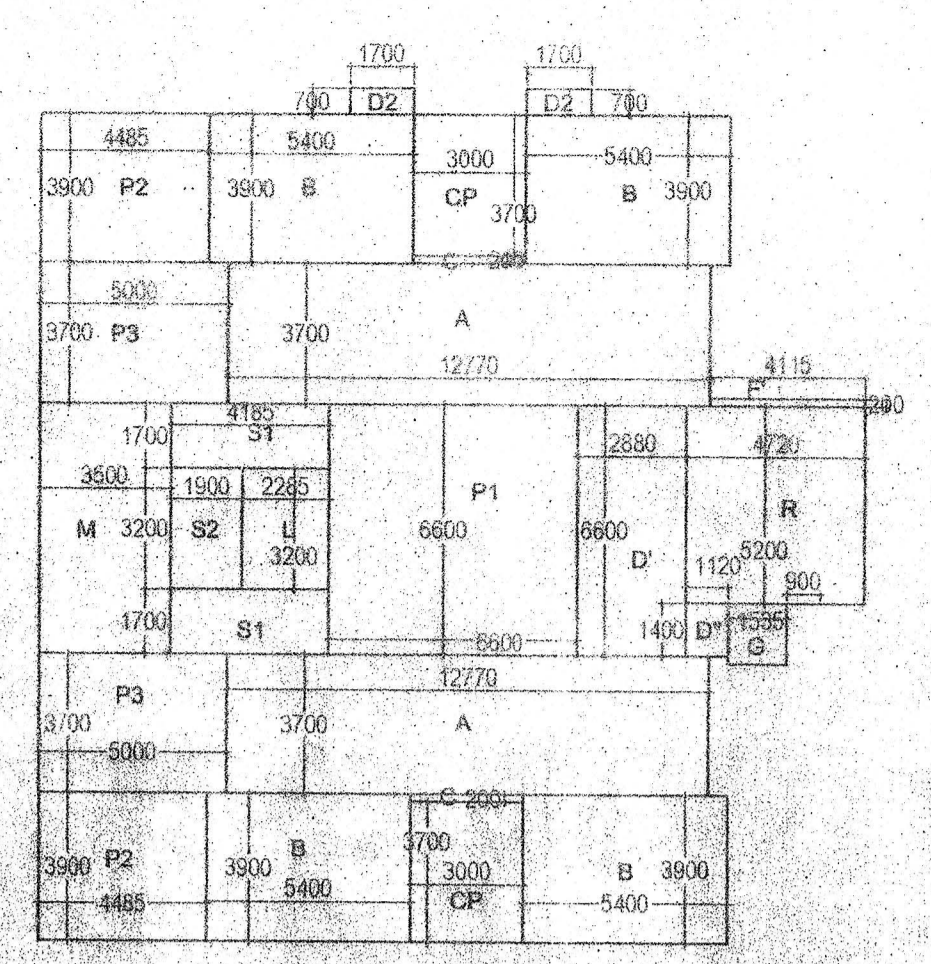 1700 1700
700 D2 D2 700
4485 5400 3000 5400
3900 P2 3900 B CP 3700 B 3900
C 200
5000
3700 P3 3700 A
12770 4115
F'
4185
1700 S1
3600 1900 2285 2880 4720
P1
M 3200 S2 L 6600 6600 R
3200 D' 5200
1120 900
1700 S1 1400 D" 1535
6600 G
12770
P3
3700 3700 A
5000
C 200
3700
3900 P2 3900 B 3000 B 3900
4485 5400 CP 5400